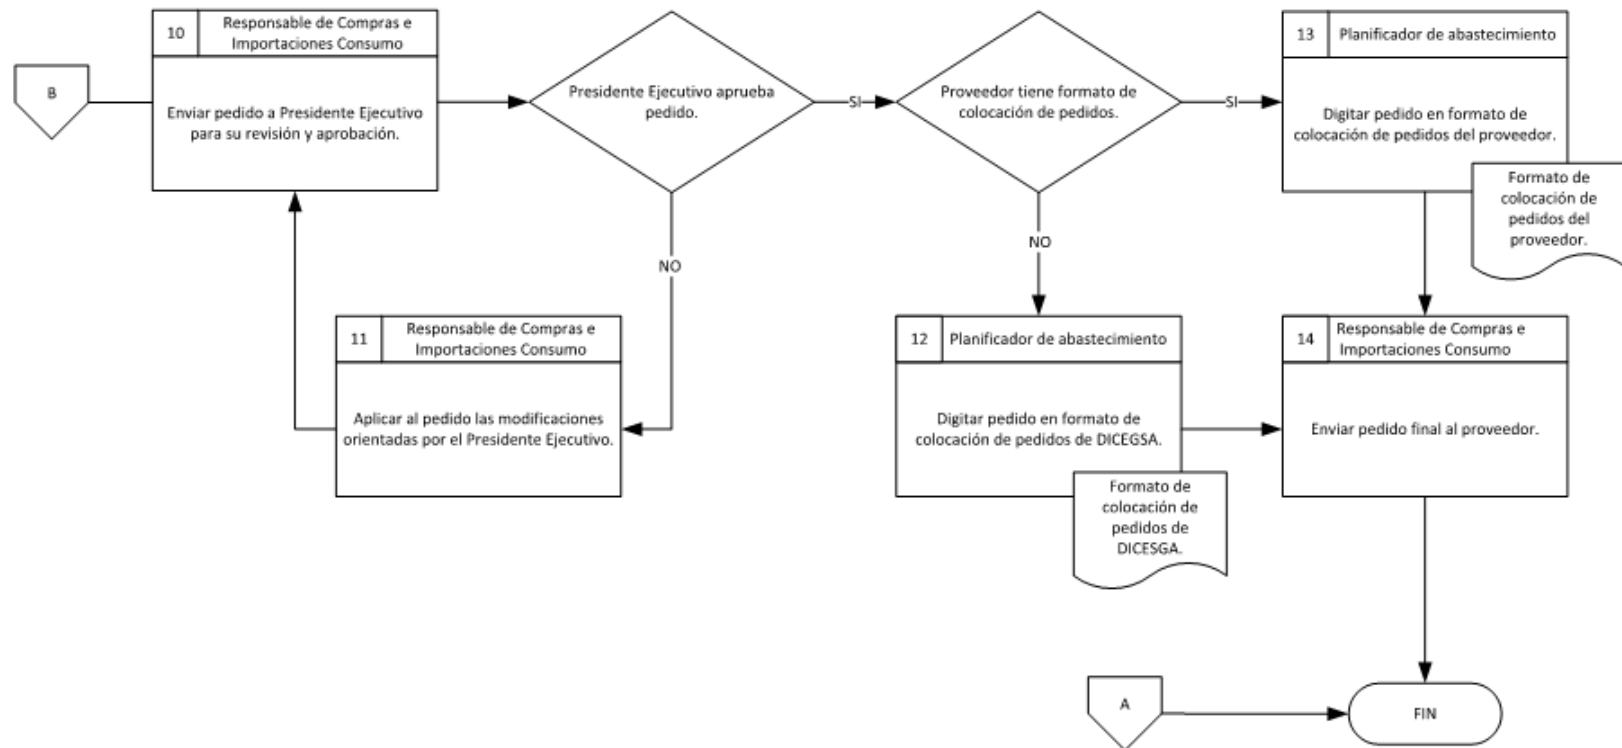 B
10
Responsable de Compras e
Importaciones Consumo
Enviar pedido a Presidente Ejecutivo
para su revisión y aprobación.
Presidente Ejecutivo aprueba
pedido.
SI
Proveedor tiene formato de
colocación de pedidos.
SI
13
Planificador de abastecimiento
Digitar pedido en formato de
colocación de pedidos del proveedor.
Formato de
colocación de
pedidos del
proveedor.
NO
NO
11
Responsable de Compras e
Importaciones Consumo
Aplicar al pedido las modificaciones
orientadas por el Presidente Ejecutivo.
12
Planificador de abastecimiento
Digitar pedido en formato de
colocación de pedidos de DICEGSA.
Formato de
colocación de
pedidos de
DICESGA.
14
Responsable de Compras e
Importaciones Consumo
Enviar pedido final al proveedor.
A
FIN